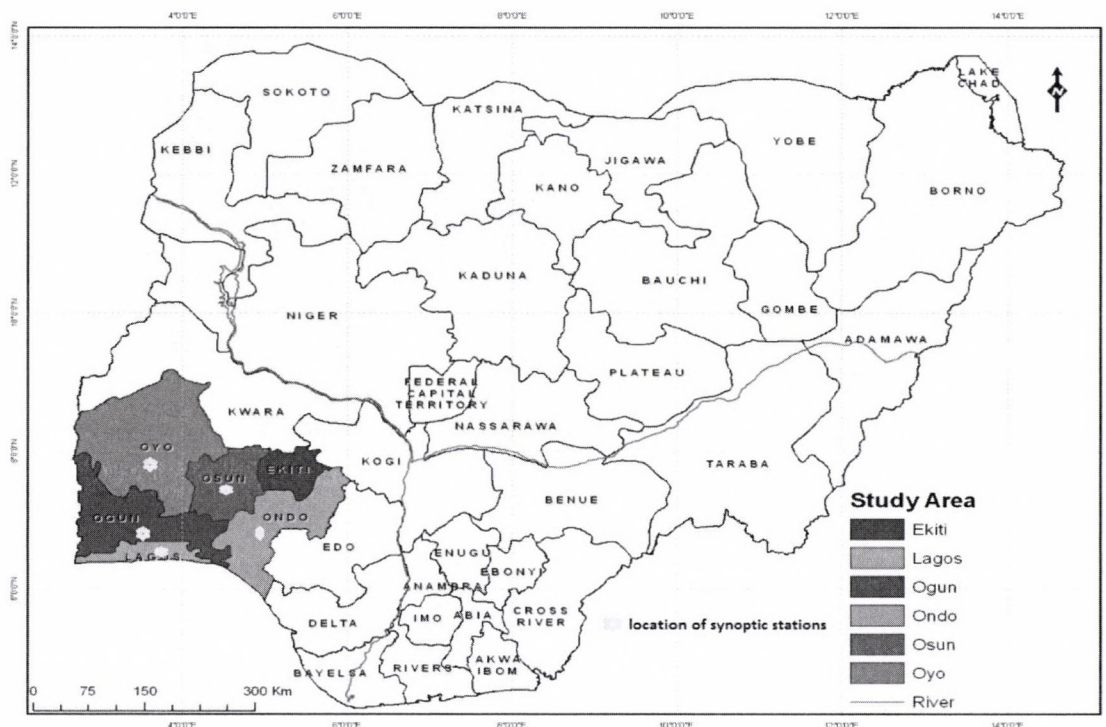 4°0'0"E 6°0'0"E 8°0'0"E 10°0'0"E 12°0'0"E 14°0'0"E
LAKE
CHAD
SOKOTO
KATSINA
YOBE
KEBBI
JIGAWA
ZAMFARA
KANO
BORNO
KADUNA
BAUCHI
GOMBE
NIGER
ADAMAWA
PLATEAU
FEDERAL
CAPITAL
TERRITORY
KWARA
NASSARAWA
OYO
KOGI
TARABA
OSUN
EKITI
BENUE
OGUN
ONDO
EDO
LAGOS
ENUGU
EBONYI
ANAMBRA
DELTA
IMO
ABIA
CROSS
RIVER
BAYELSA
RIVERS
AKWA
IBOM
location of synoptic stations
Study Area
Ekiti
Lagos
Ogun
Ondo
Osun
Oyo
River
0 75 150 300 Km
4°0'0"E 6°0'0"E 8°0'0"E 10°0'0"E 12°0'0"E 14°0'0"E